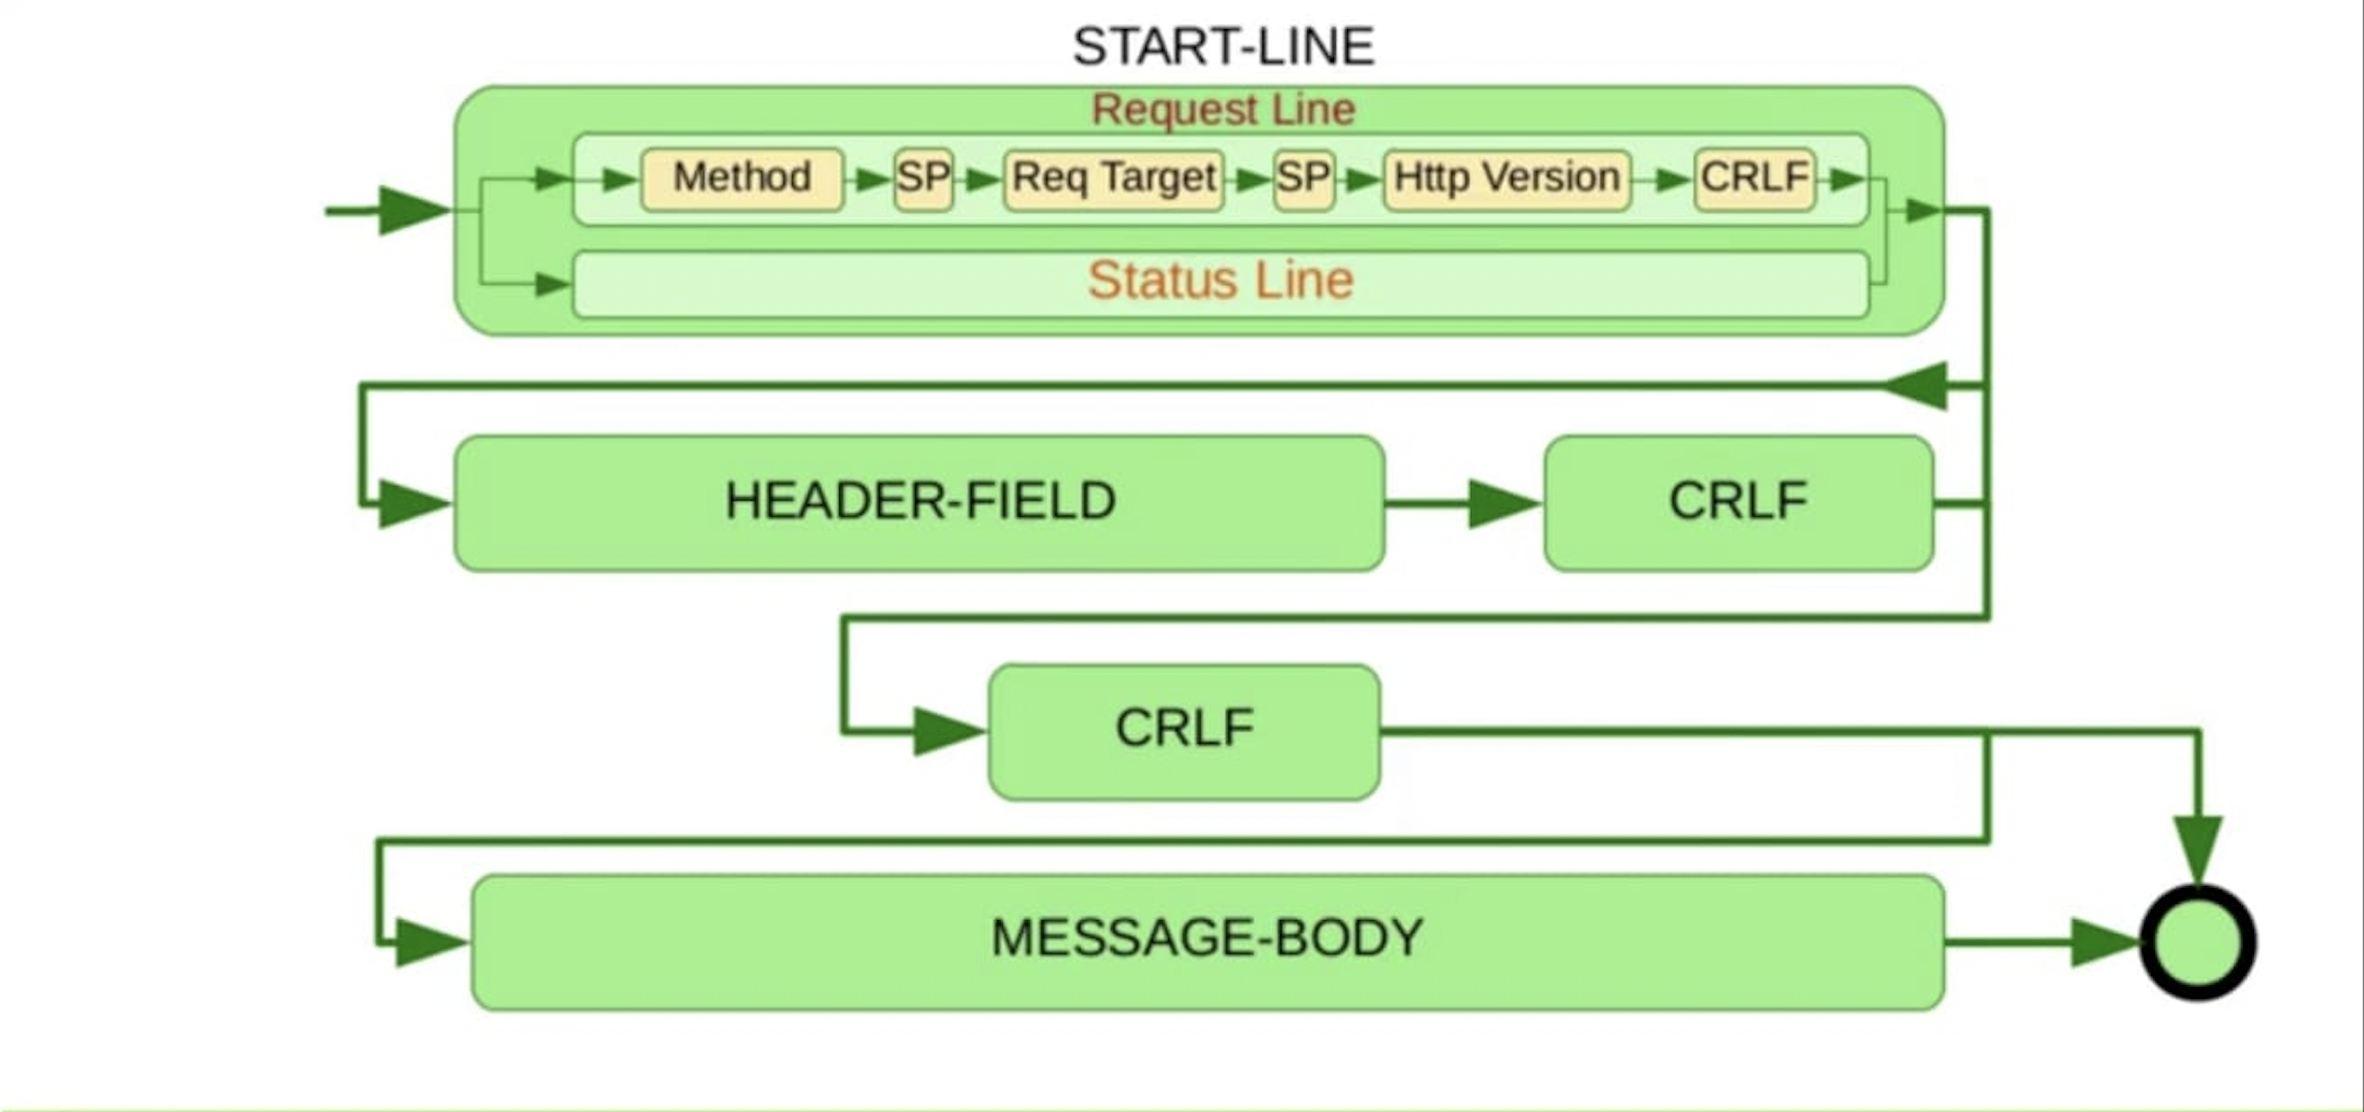 START-LINE
Request Line
Method SP Req Target SP Http Version CRLF
Status Line
HEADER-FIELD CRLF
CRLF
MESSAGE-BODY